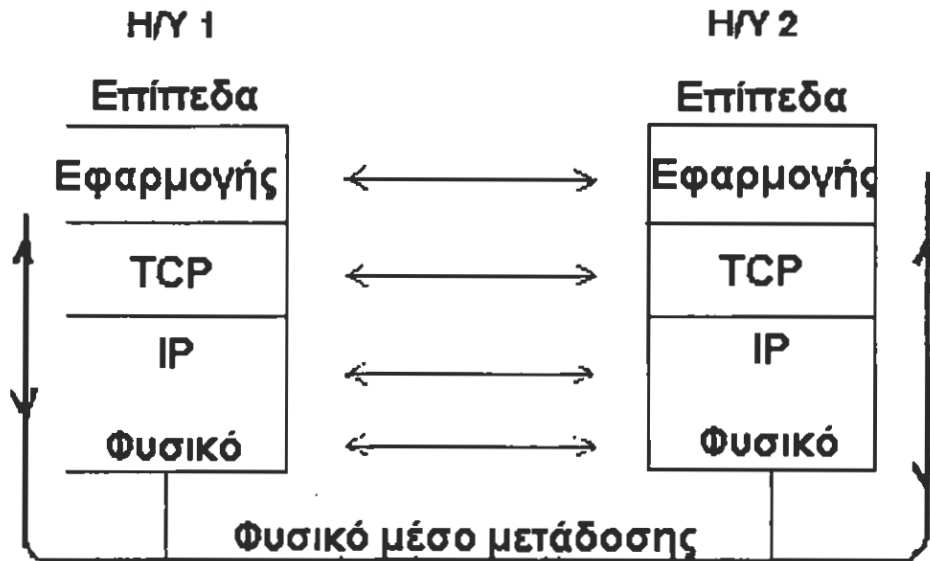 Η/Υ 1
Η/Υ 2
Επίπεδα
Επίπεδα
Εφαρμογής
Εφαρμογής
TCP
TCP
IP
IP
Φυσικό
Φυσικό
Φυσικό μέσο μετάδοσης